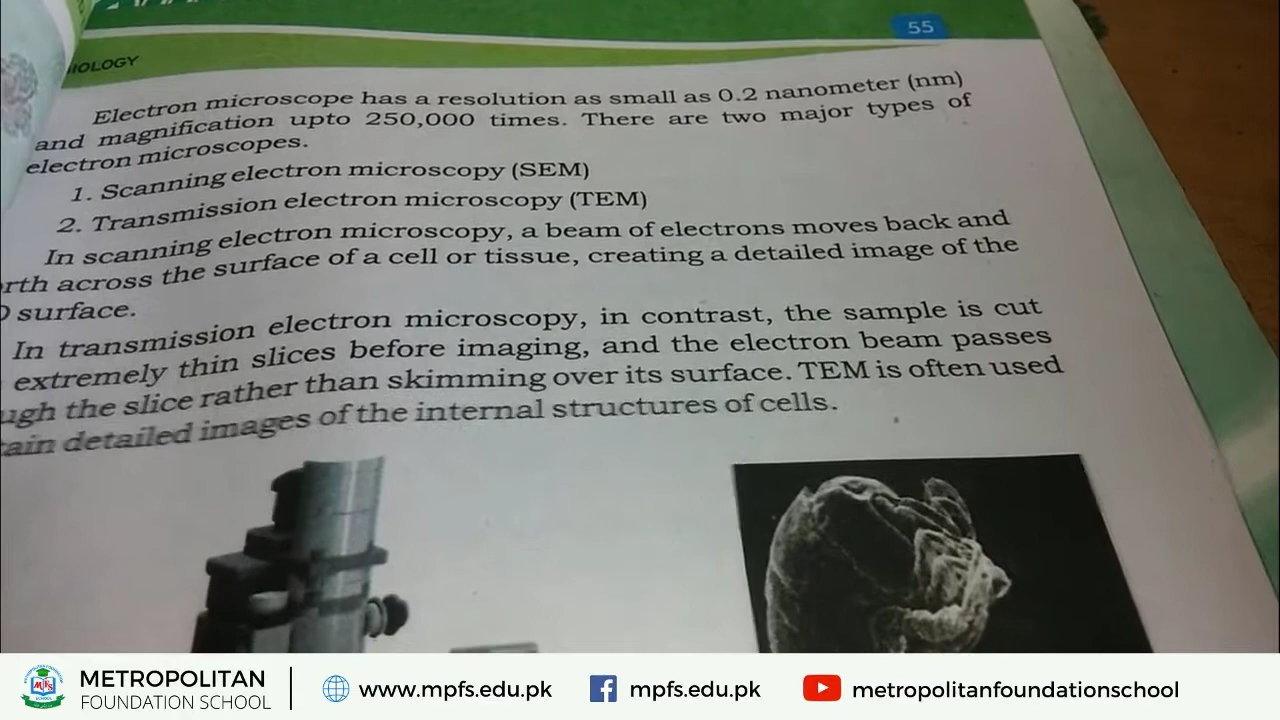 55
IOLOGY
Electron microscope has a resolution as small as 0.2 nanometer (nm)
and magnification upto 250,000 times. There are two major types of
electron microscopes.
1. Scanning electron microscopy (SEM)
2. Transmission electron microscopy (TEM)
In scanning electron microscopy, a beam of electrons moves back and
rth across the surface of a cell or tissue, creating a detailed image of the
D surface.
In transmission electron microscopy, in contrast, the sample is cut
extremely thin slices before imaging, and the electron beam passes
ugh the slice rather than skimming over its surface. TEM is often used
tain detailed images of the internal structures of cells.
METROPOLITAN
FOUNDATION SCHOOL
www.mpfs.edu.pk
mpfs.edu.pk
metropolitanfoundationschool